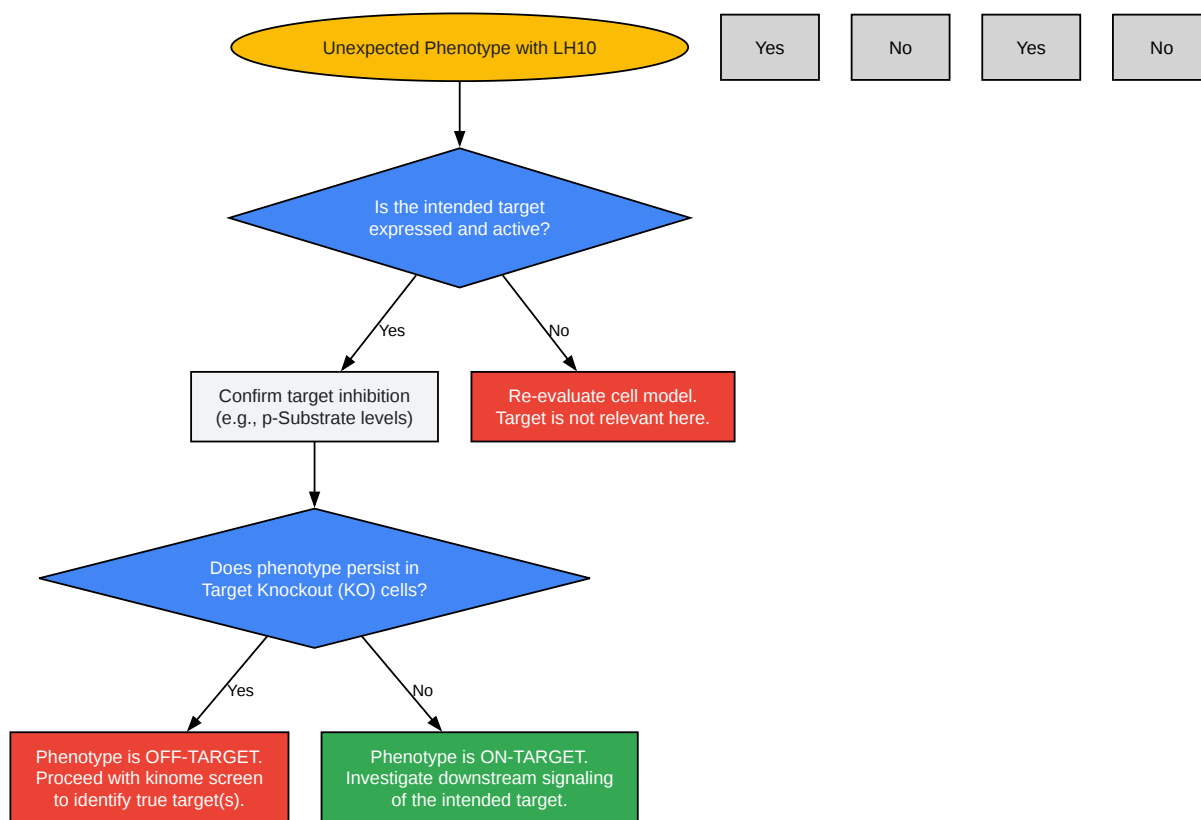 Unexpected Phenotype with LH10
Yes
No
Yes
No
Is the intended target
expressed and active?
Yes
No
Confirm target inhibition
(e.g., p-Substrate levels)
Re-evaluate cell model.
Target is not relevant here.
Does phenotype persist in
Target Knockout (KO) cells?
Yes
No
Phenotype is OFF-TARGET.
Proceed with kinome screen
to identify true target(s).
Phenotype is ON-TARGET.
Investigate downstream signaling
of the intended target.